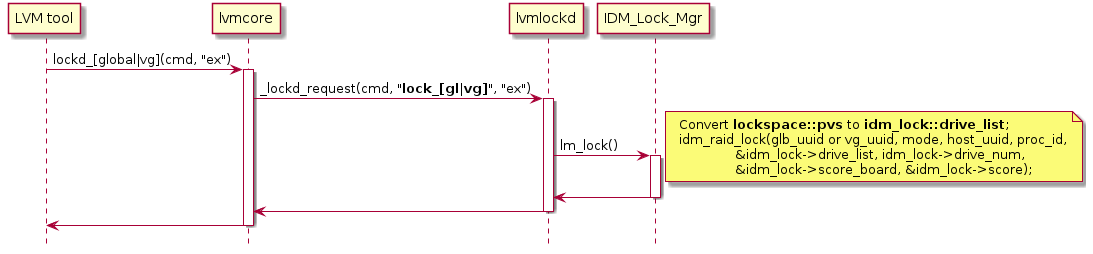 LVM tool
lvmcore
lvmlockd
IDM_Lock_Mgr
lockd_[global|vg](cmd, "ex")
_lockd_request(cmd, "lock_[gl|vg]", "ex")
Convert lockspace::pvs to idm_lock::drive_list;
idm_raid_lock(glb_uuid or vg_uuid, mode, host_uuid, proc_id,
&idm_lock->drive_list, idm_lock->drive_num,
&idm_lock->score_board, &idm_lock->score);
lm_lock()